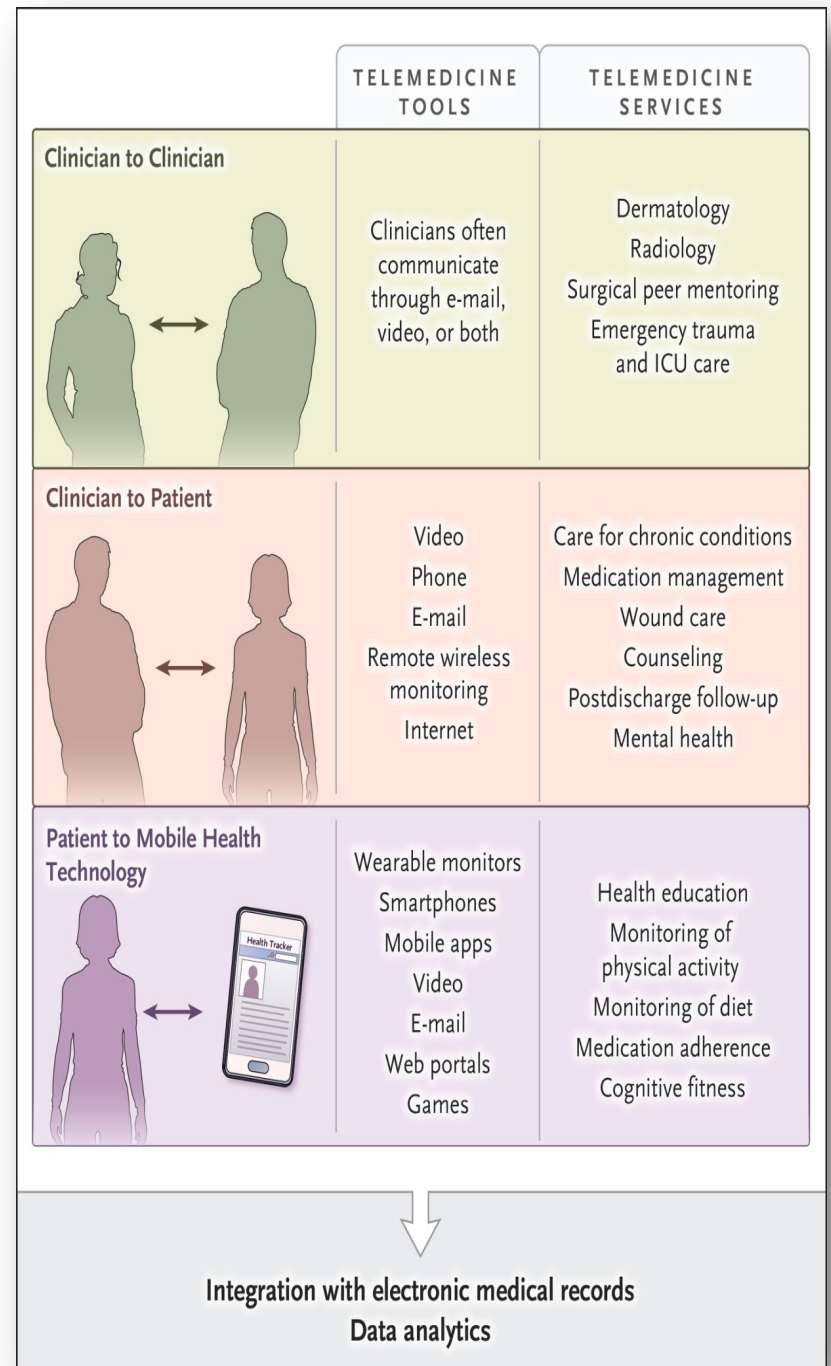 TELEMEDICINE
TOOLS
TELEMEDICINE
SERVICES
Clinician to Clinician
Clinicians often
communicate
through e-mail,
video, or both
Dermatology
Radiology
Surgical peer mentoring
Emergency trauma
and ICU care
Clinician to Patient
Video
Phone
E-mail
Remote wireless
monitoring
Internet
Care for chronic conditions
Medication management
Wound care
Counseling
Postdischarge follow-up
Mental health
Patient to Mobile Health
Technology
Health Tracker
Wearable monitors
Smartphones
Mobile apps
Video
E-mail
Web portals
Games
Health education
Monitoring of
physical activity
Monitoring of diet
Medication adherence
Cognitive fitness
Integration with electronic medical records
Data analytics